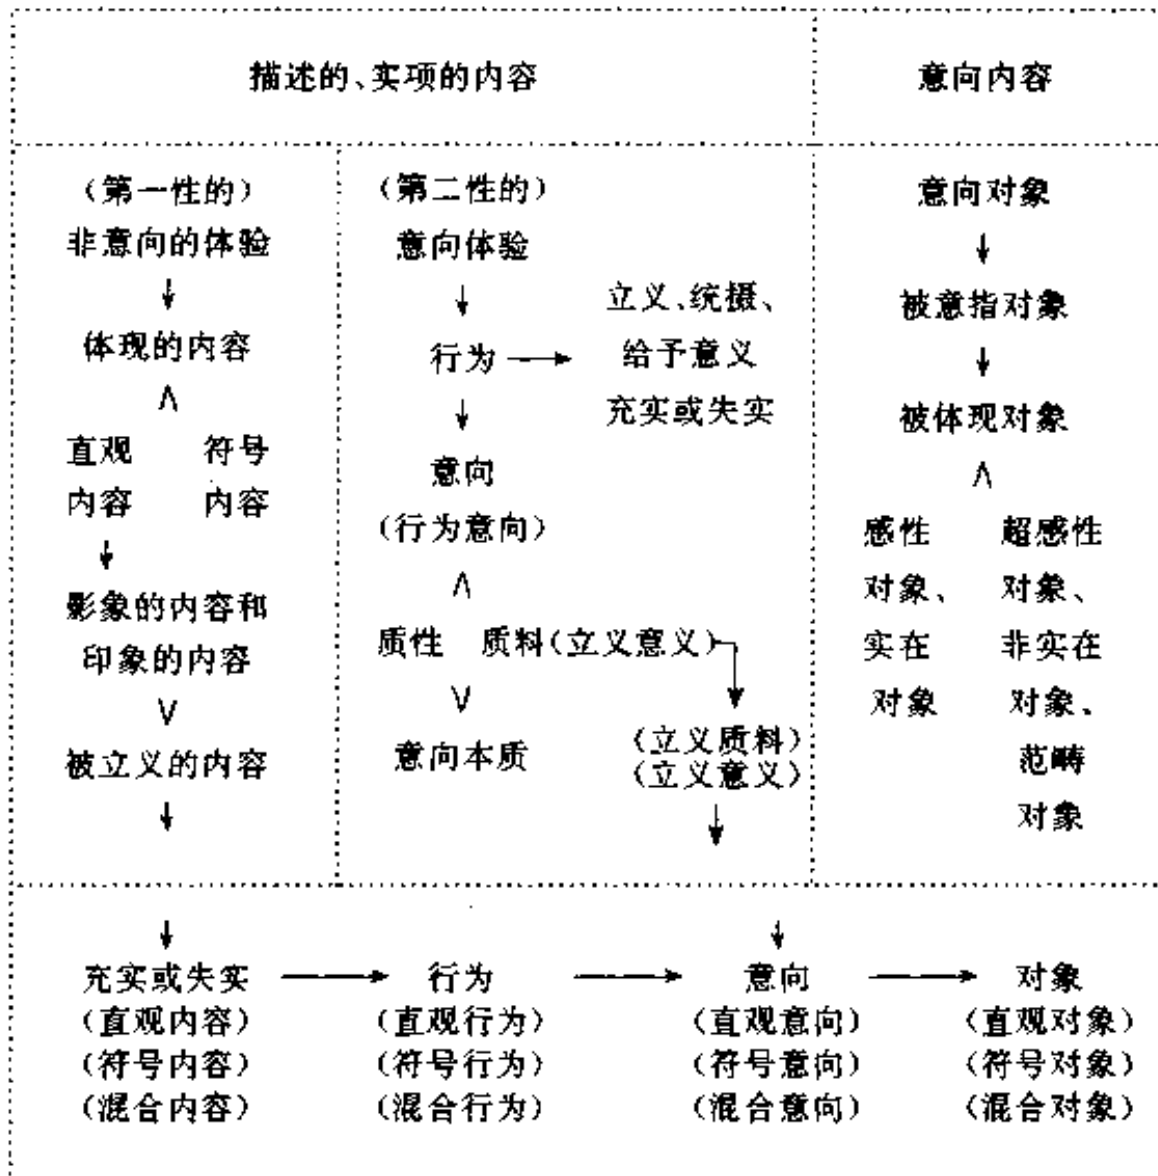 描述的、实项的内容
意向内容
(第一性的)
非意向的体验
↓
体现的内容
∧
直观 符号
内容 内容
↓
影象的内容和
印象的内容
∨
被立义的内容
↓
(第二性的)
意向体验
↓
行为 →
立义、统摄、
给予意义
充实或失实
↓
意向
(行为意向)
∧
质性 质料(立义意义)
∨
意向本质
(立义质料)
(立义意义)
↓
意向对象
↓
被意指对象
↓
被体现对象
∧
感性 超感性
对象、 对象、
实在 非实在
对象 对象、
范畴
对象
↓ ↓
充实或失实 → 行为 → 意向 → 对象
(直观内容) (直观行为) (直观意向) (直观对象)
(符号内容) (符号行为) (符号意向) (符号对象)
(混合内容) (混合行为) (混合意向) (混合对象)